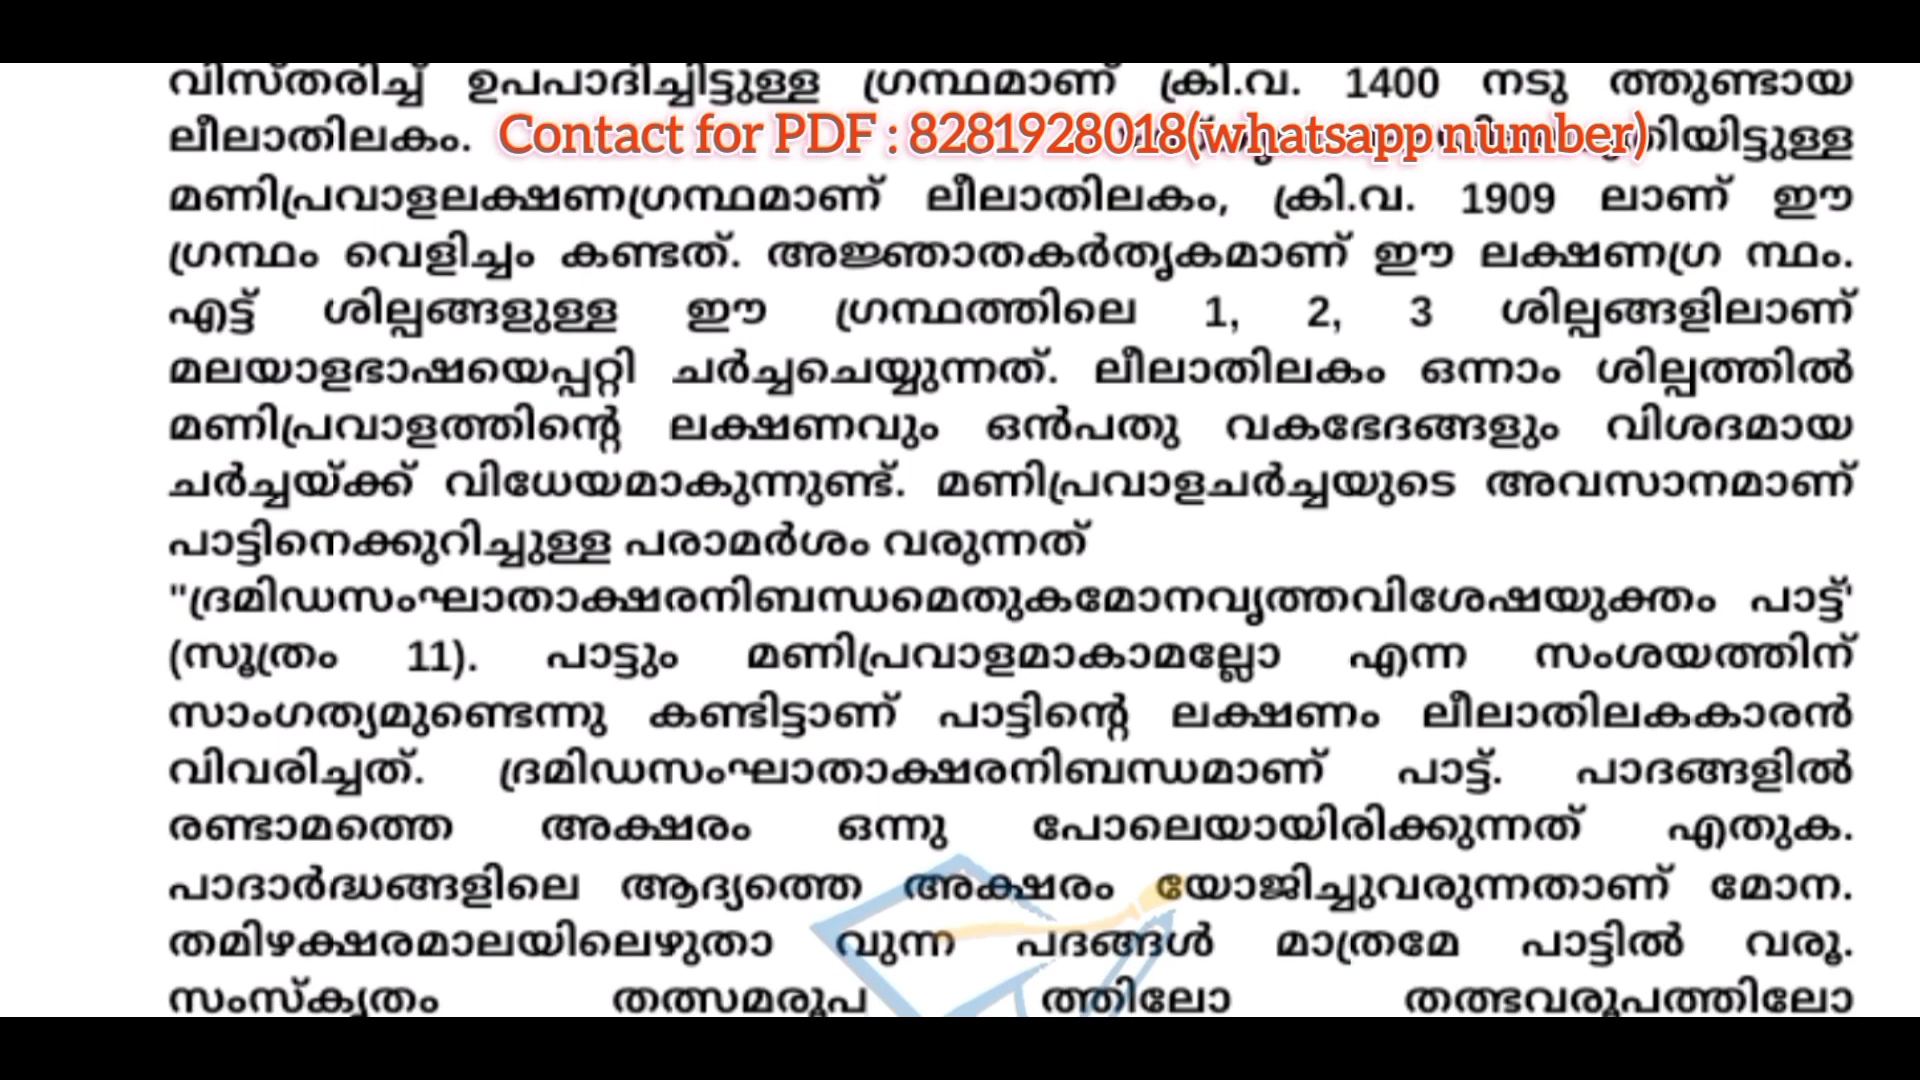 വിസ്തരിച്ച് ഉപപാദിച്ചിട്ടുള്ള ഗ്രന്ഥമാണ് ക്രി.വ. 1400 നടു ത്തുണ്ടായ
ലീലാതിലകം. Contact for PDF : 8281928018(whatsapp number)
മണിപ്രവാളലക്ഷണഗ്രന്ഥമാണ് ലീലാതിലകം, ക്രി.വ. 1909 ലാണ് ഈ
ഗ്രന്ഥം വെളിച്ചം കണ്ടത്. അജ്ഞാതകർതൃകമാണ് ഈ ലക്ഷണഗ്ര ന്ഥം.
എട്ട് ശില്പങ്ങളുള്ള ഈ ഗ്രന്ഥത്തിലെ 1, 2, 3 ശില്പങ്ങളിലാണ്
മലയാളഭാഷയെപ്പറ്റി ചർച്ചചെയ്യുന്നത്. ലീലാതിലകം ഒന്നാം ശില്പത്തിൽ
മണിപ്രവാളത്തിന്റെ ലക്ഷണവും ഒൻപതു വകഭേദങ്ങളും വിശദമായ
ചർച്ചയ്ക്ക് വിധേയമാകുന്നുണ്ട്. മണിപ്രവാളചർച്ചയുടെ അവസാനമാണ്
പാട്ടിനെക്കുറിച്ചുള്ള പരാമർശം വരുന്നത്
"ദ്രമിഡസംഘാതാക്ഷരനിബന്ധമെതുകമോനവൃത്തവിശേഷയുക്തം പാട്ട്'
(സൂത്രം 11). പാട്ടും മണിപ്രവാളമാകാമല്ലോ എന്ന സംശയത്തിന്
സാംഗത്യമുണ്ടെന്നു കണ്ടിട്ടാണ് പാട്ടിന്റെ ലക്ഷണം ലീലാതിലകകാരൻ
വിവരിച്ചത്. ദ്രമിഡസംഘാതാക്ഷരനിബന്ധമാണ് പാട്ട്. പാദങ്ങളിൽ
രണ്ടാമത്തെ അക്ഷരം ഒന്നു പോലെയായിരിക്കുന്നത് എതുക.
പാദാർദ്ധങ്ങളിലെ ആദ്യത്തെ അക്ഷരം യോജിച്ചുവരുന്നതാണ് മോന.
തമിഴക്ഷരമാലയിലെഴുതാ വുന്ന പദങ്ങൾ മാത്രമേ പാട്ടിൽ വരൂ.
സംസ്കൃതം തത്സമരൂപ ത്തിലോ തത്ഭവരൂപത്തിലോ